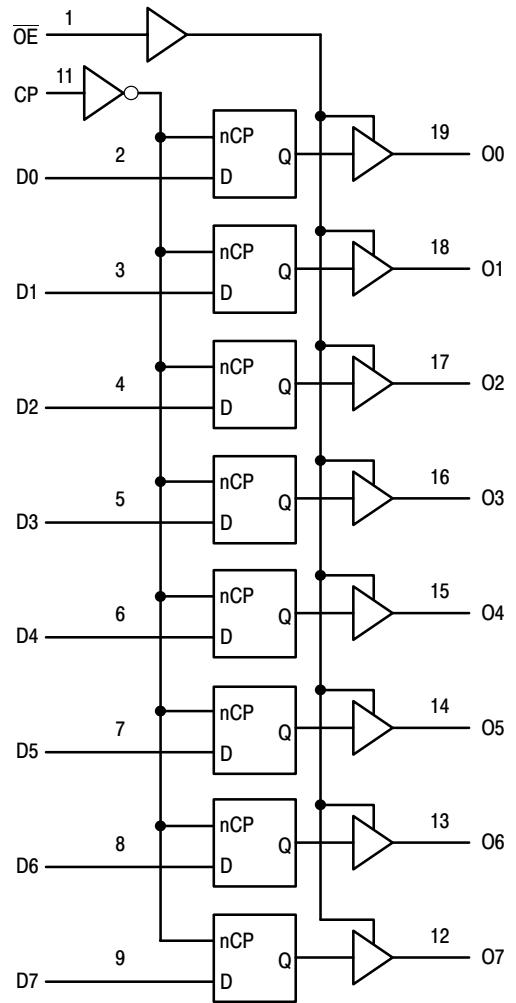 OE 1
CP 11
nCP
D0 2 D Q 19 O0
nCP
D1 3 D Q 18 O1
nCP
D2 4 D Q 17 O2
nCP
D3 5 D Q 16 O3
nCP
D4 6 D Q 15 O4
nCP
D5 7 D Q 14 O5
nCP
D6 8 D Q 13 O6
nCP
D7 9 D Q 12 O7